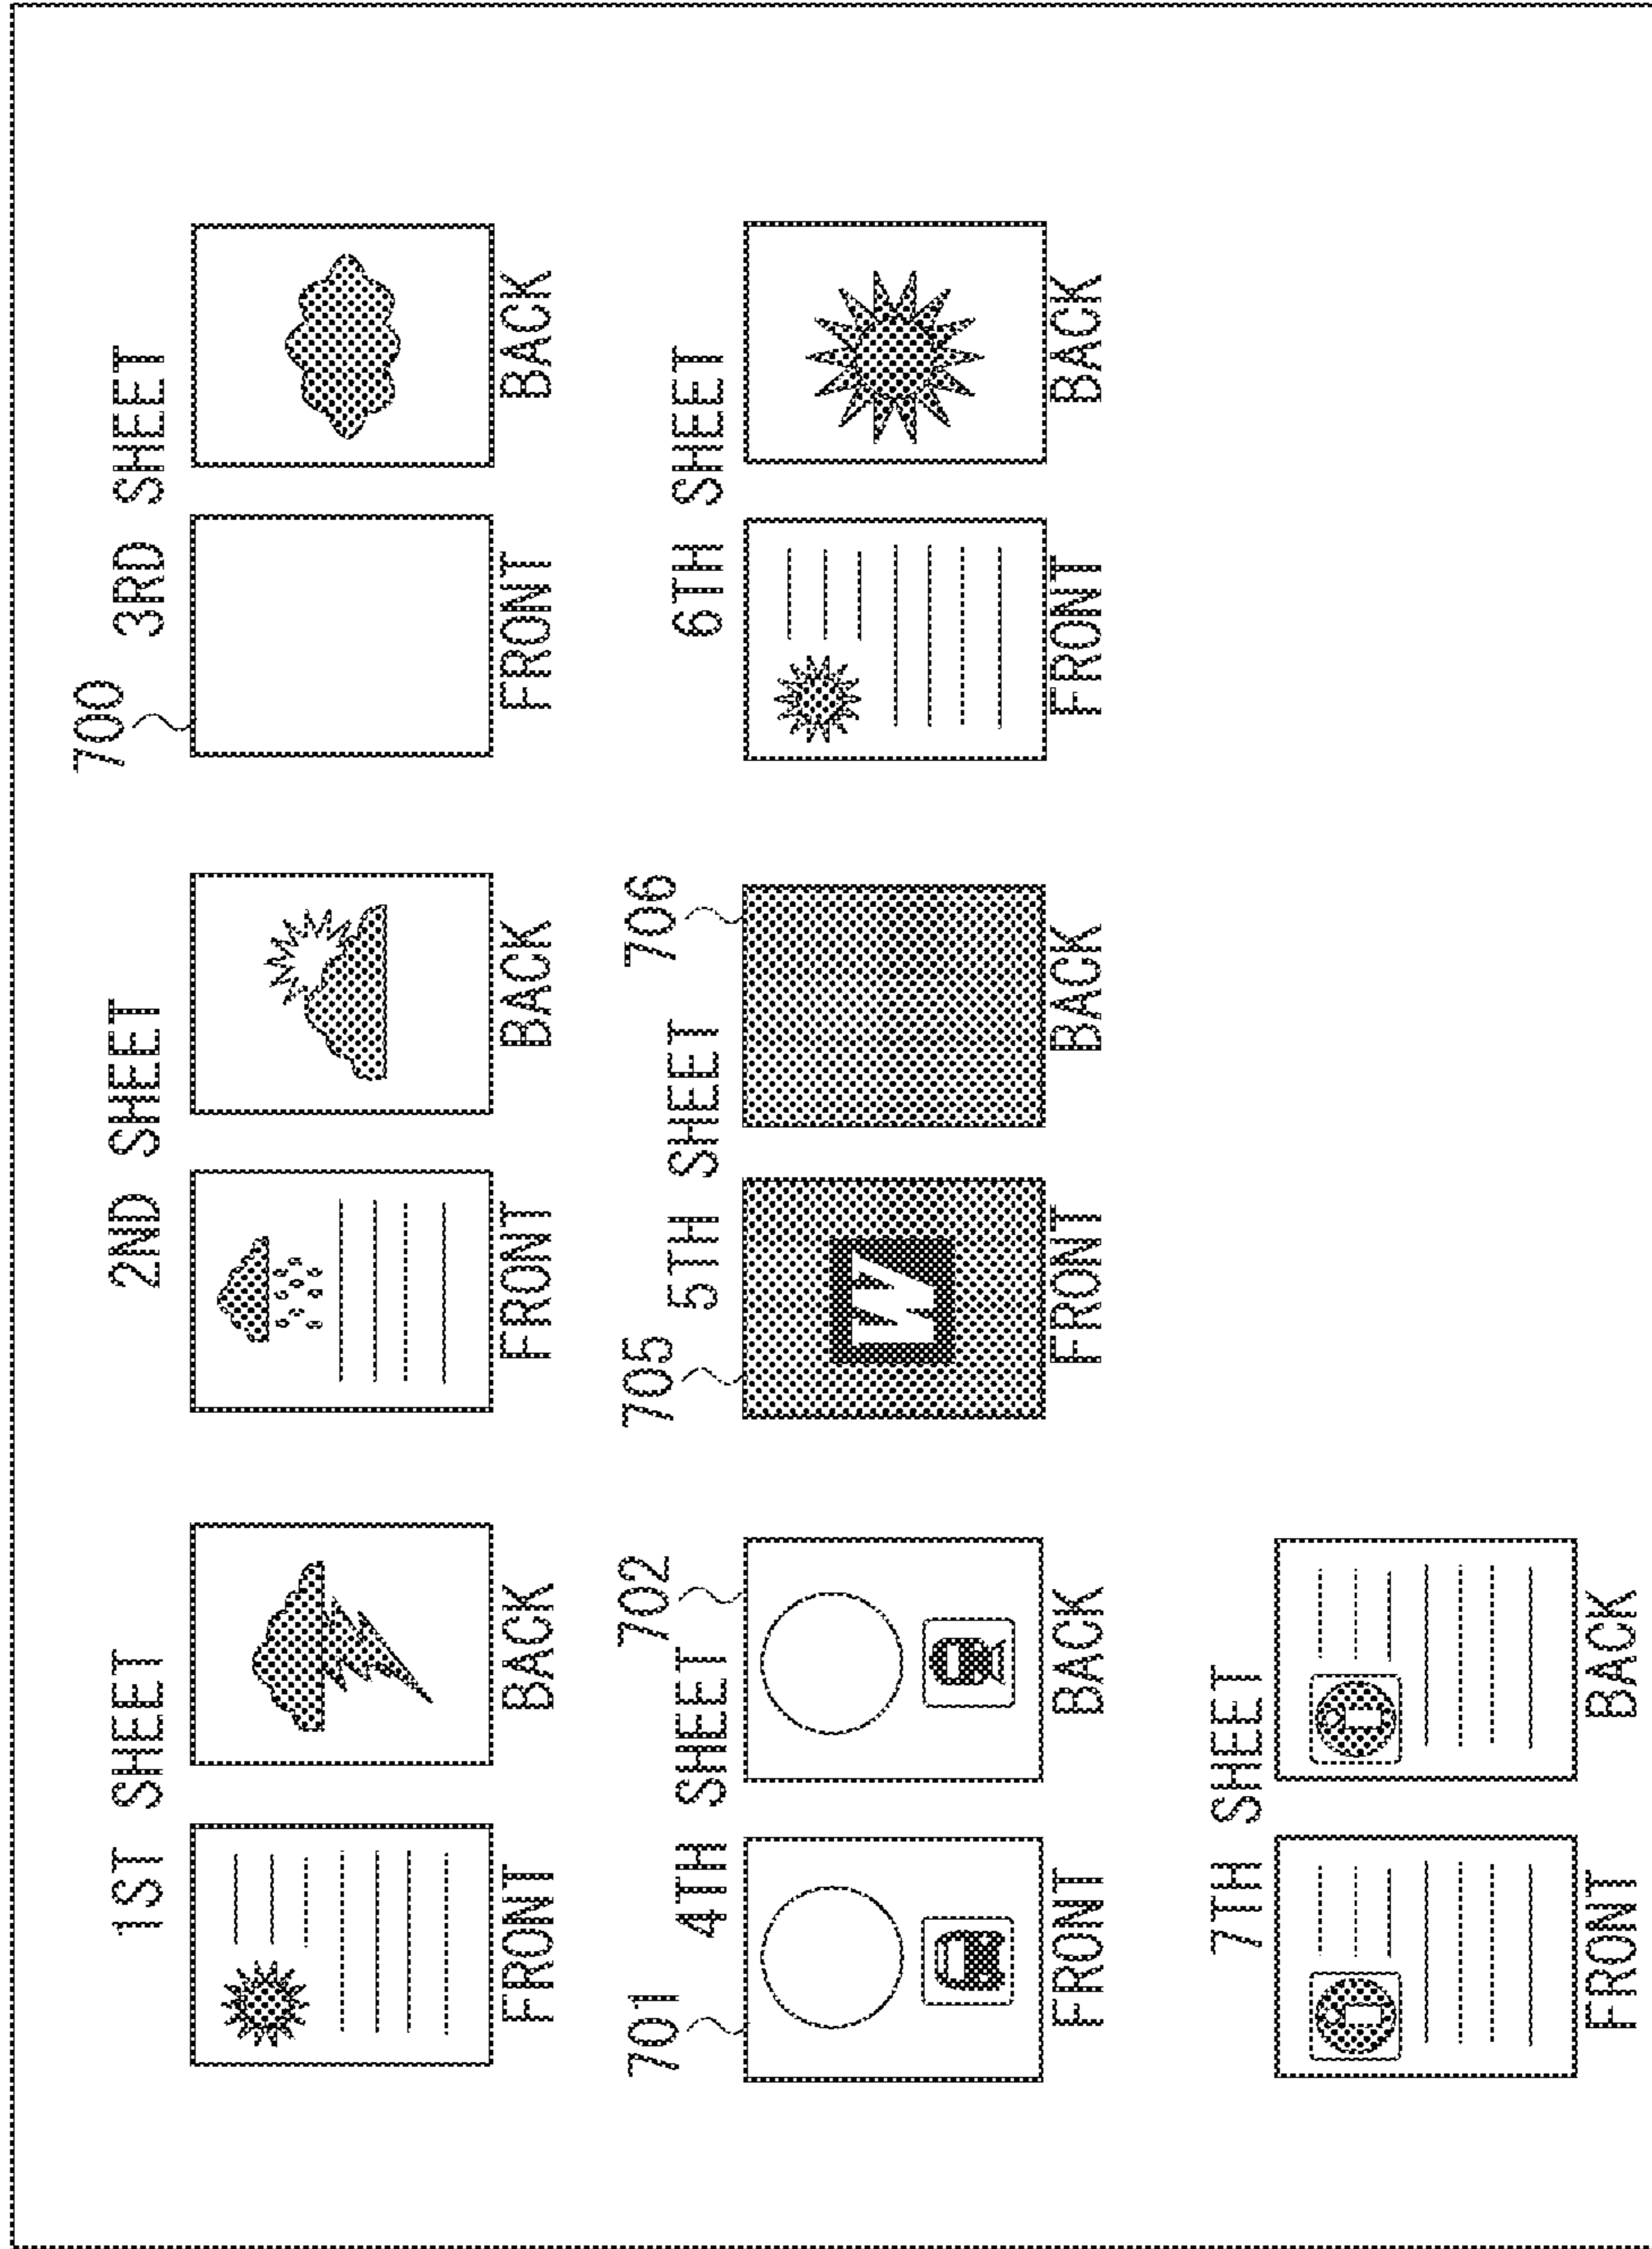 1ST SHEET
FRONT
BACK
2ND SHEET
FRONT
BACK
700
3RD SHEET
FRONT
BACK
701
4TH SHEET
702
FRONT
BACK
705
5TH SHEET
706
W
FRONT
BACK
6TH SHEET
FRONT
BACK
7TH SHEET
FRONT
BACK